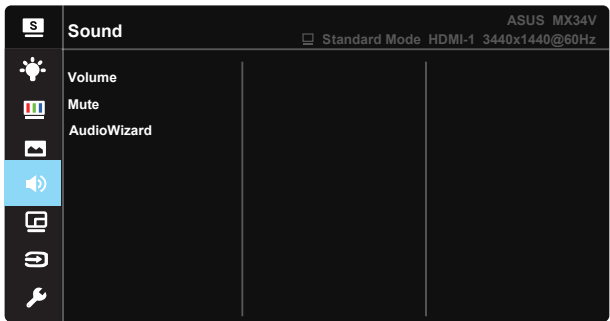 S
Sound
ASUS MX34V
Standard Mode HDMI-1 3440x1440@60Hz
Volume
Mute
AudioWizard